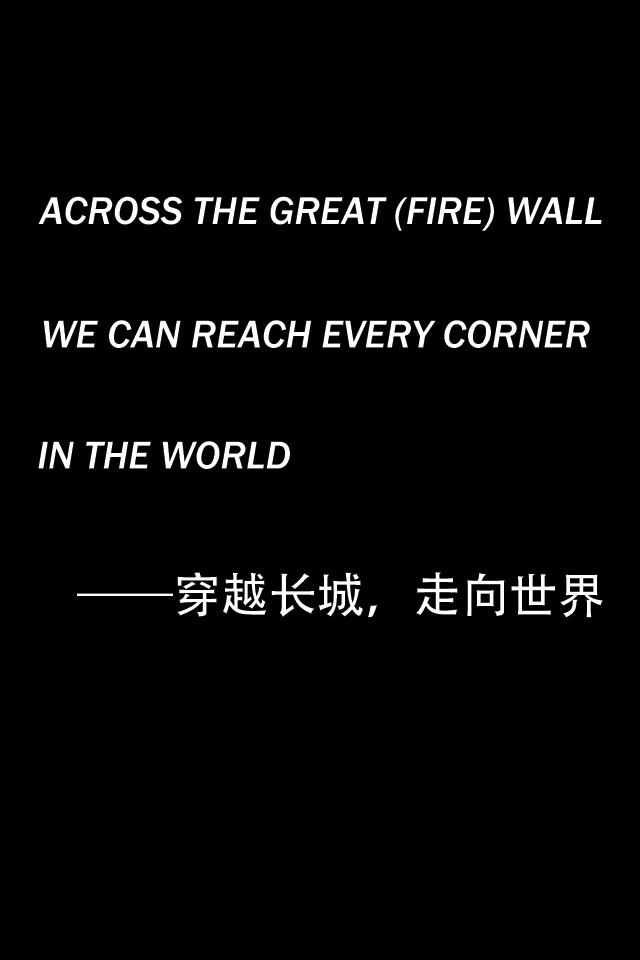 ACROSS THE GREAT (FIRE) WALL
WE CAN REACH EVERY CORNER
IN THE WORLD
——穿越长城，走向世界